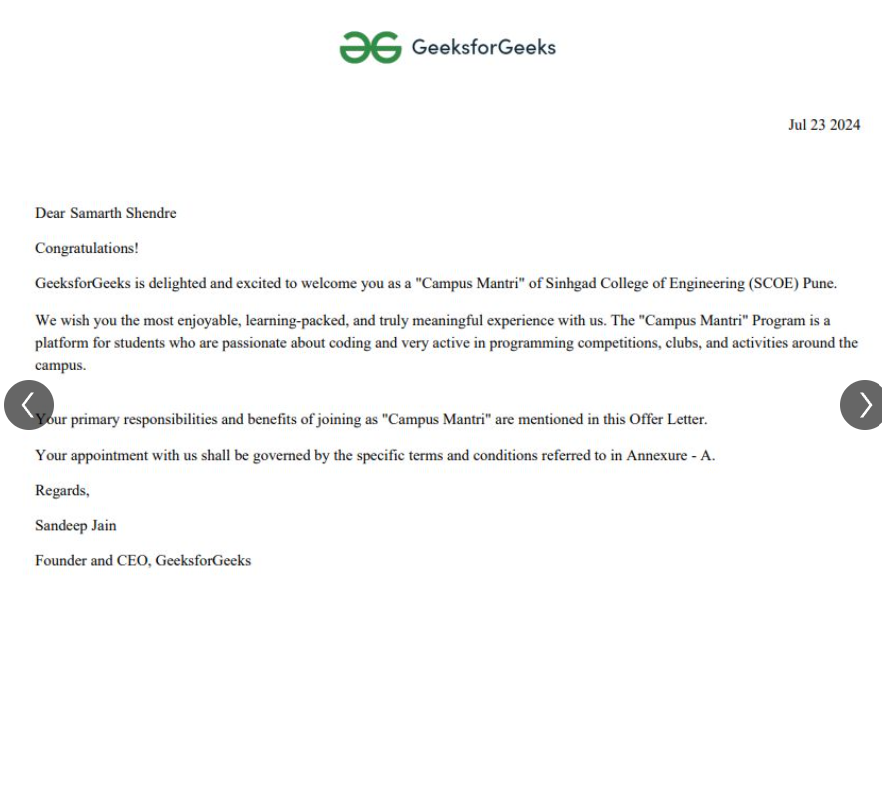 GeeksforGeeks
Jul 23 2024
Dear Samarth Shendre
Congratulations!
GeeksforGeeks is delighted and excited to welcome you as a "Campus Mantri" of Sinhgad College of Engineering (SCOE) Pune.
We wish you the most enjoyable, learning-packed, and truly meaningful experience with us. The "Campus Mantri" Program is a
platform for students who are passionate about coding and very active in programming competitions, clubs, and activities around the
campus.
Your primary responsibilities and benefits of joining as "Campus Mantri" are mentioned in this Offer Letter.
Your appointment with us shall be governed by the specific terms and conditions referred to in Annexure - A.
Regards,
Sandeep Jain
Founder and CEO, GeeksforGeeks